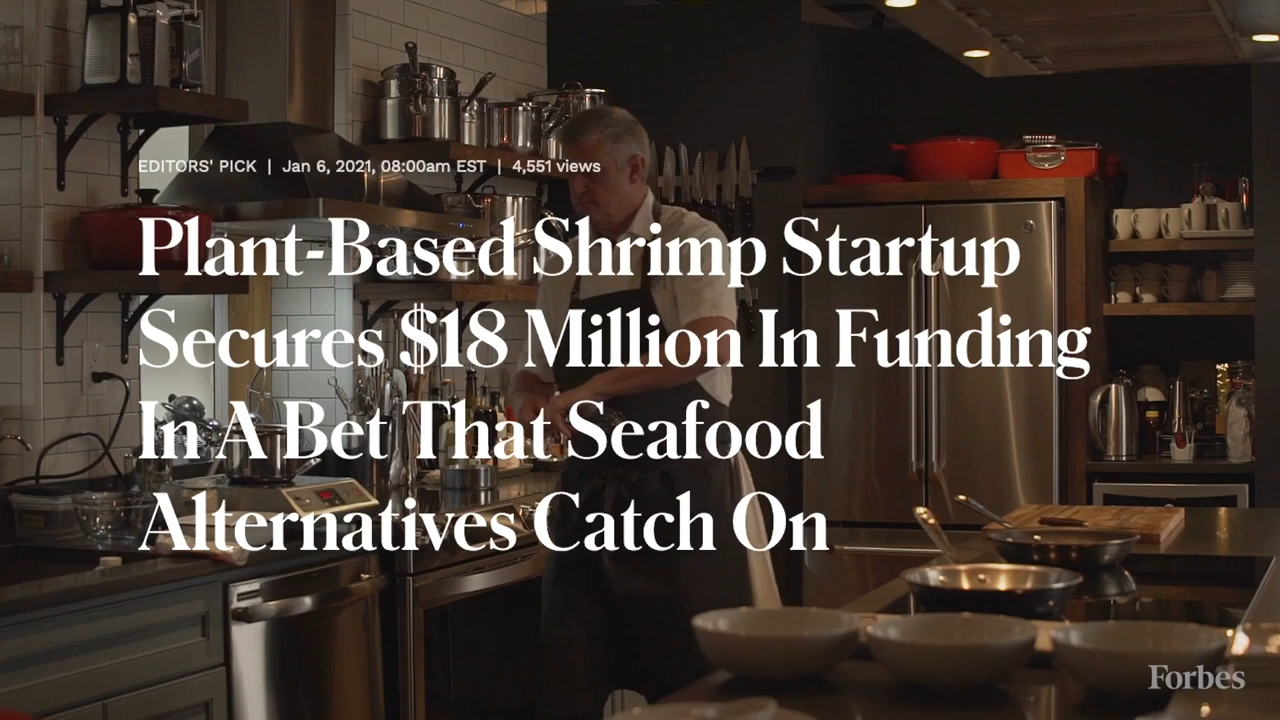 EDITORS' PICK | Jan 6, 2021, 08:00am EST | 4,551 views
Plant-Based Shrimp Startup
Secures $18 Million In Funding
In A Bet That Seafood
Alternatives Catch On
Forbes